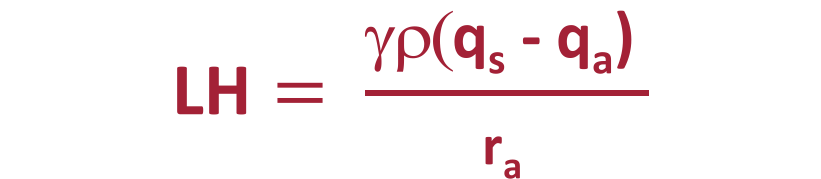 LH = γρ(qₛ - qₐ)
rₐ